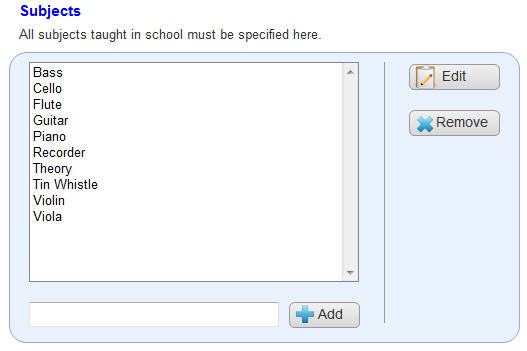 Subjects
All subjects taught in school must be specified here.
Bass
Cello
Flute
Guitar
Piano
Recorder
Theory
Tin Whistle
Violin
Viola
Edit
Remove
Add